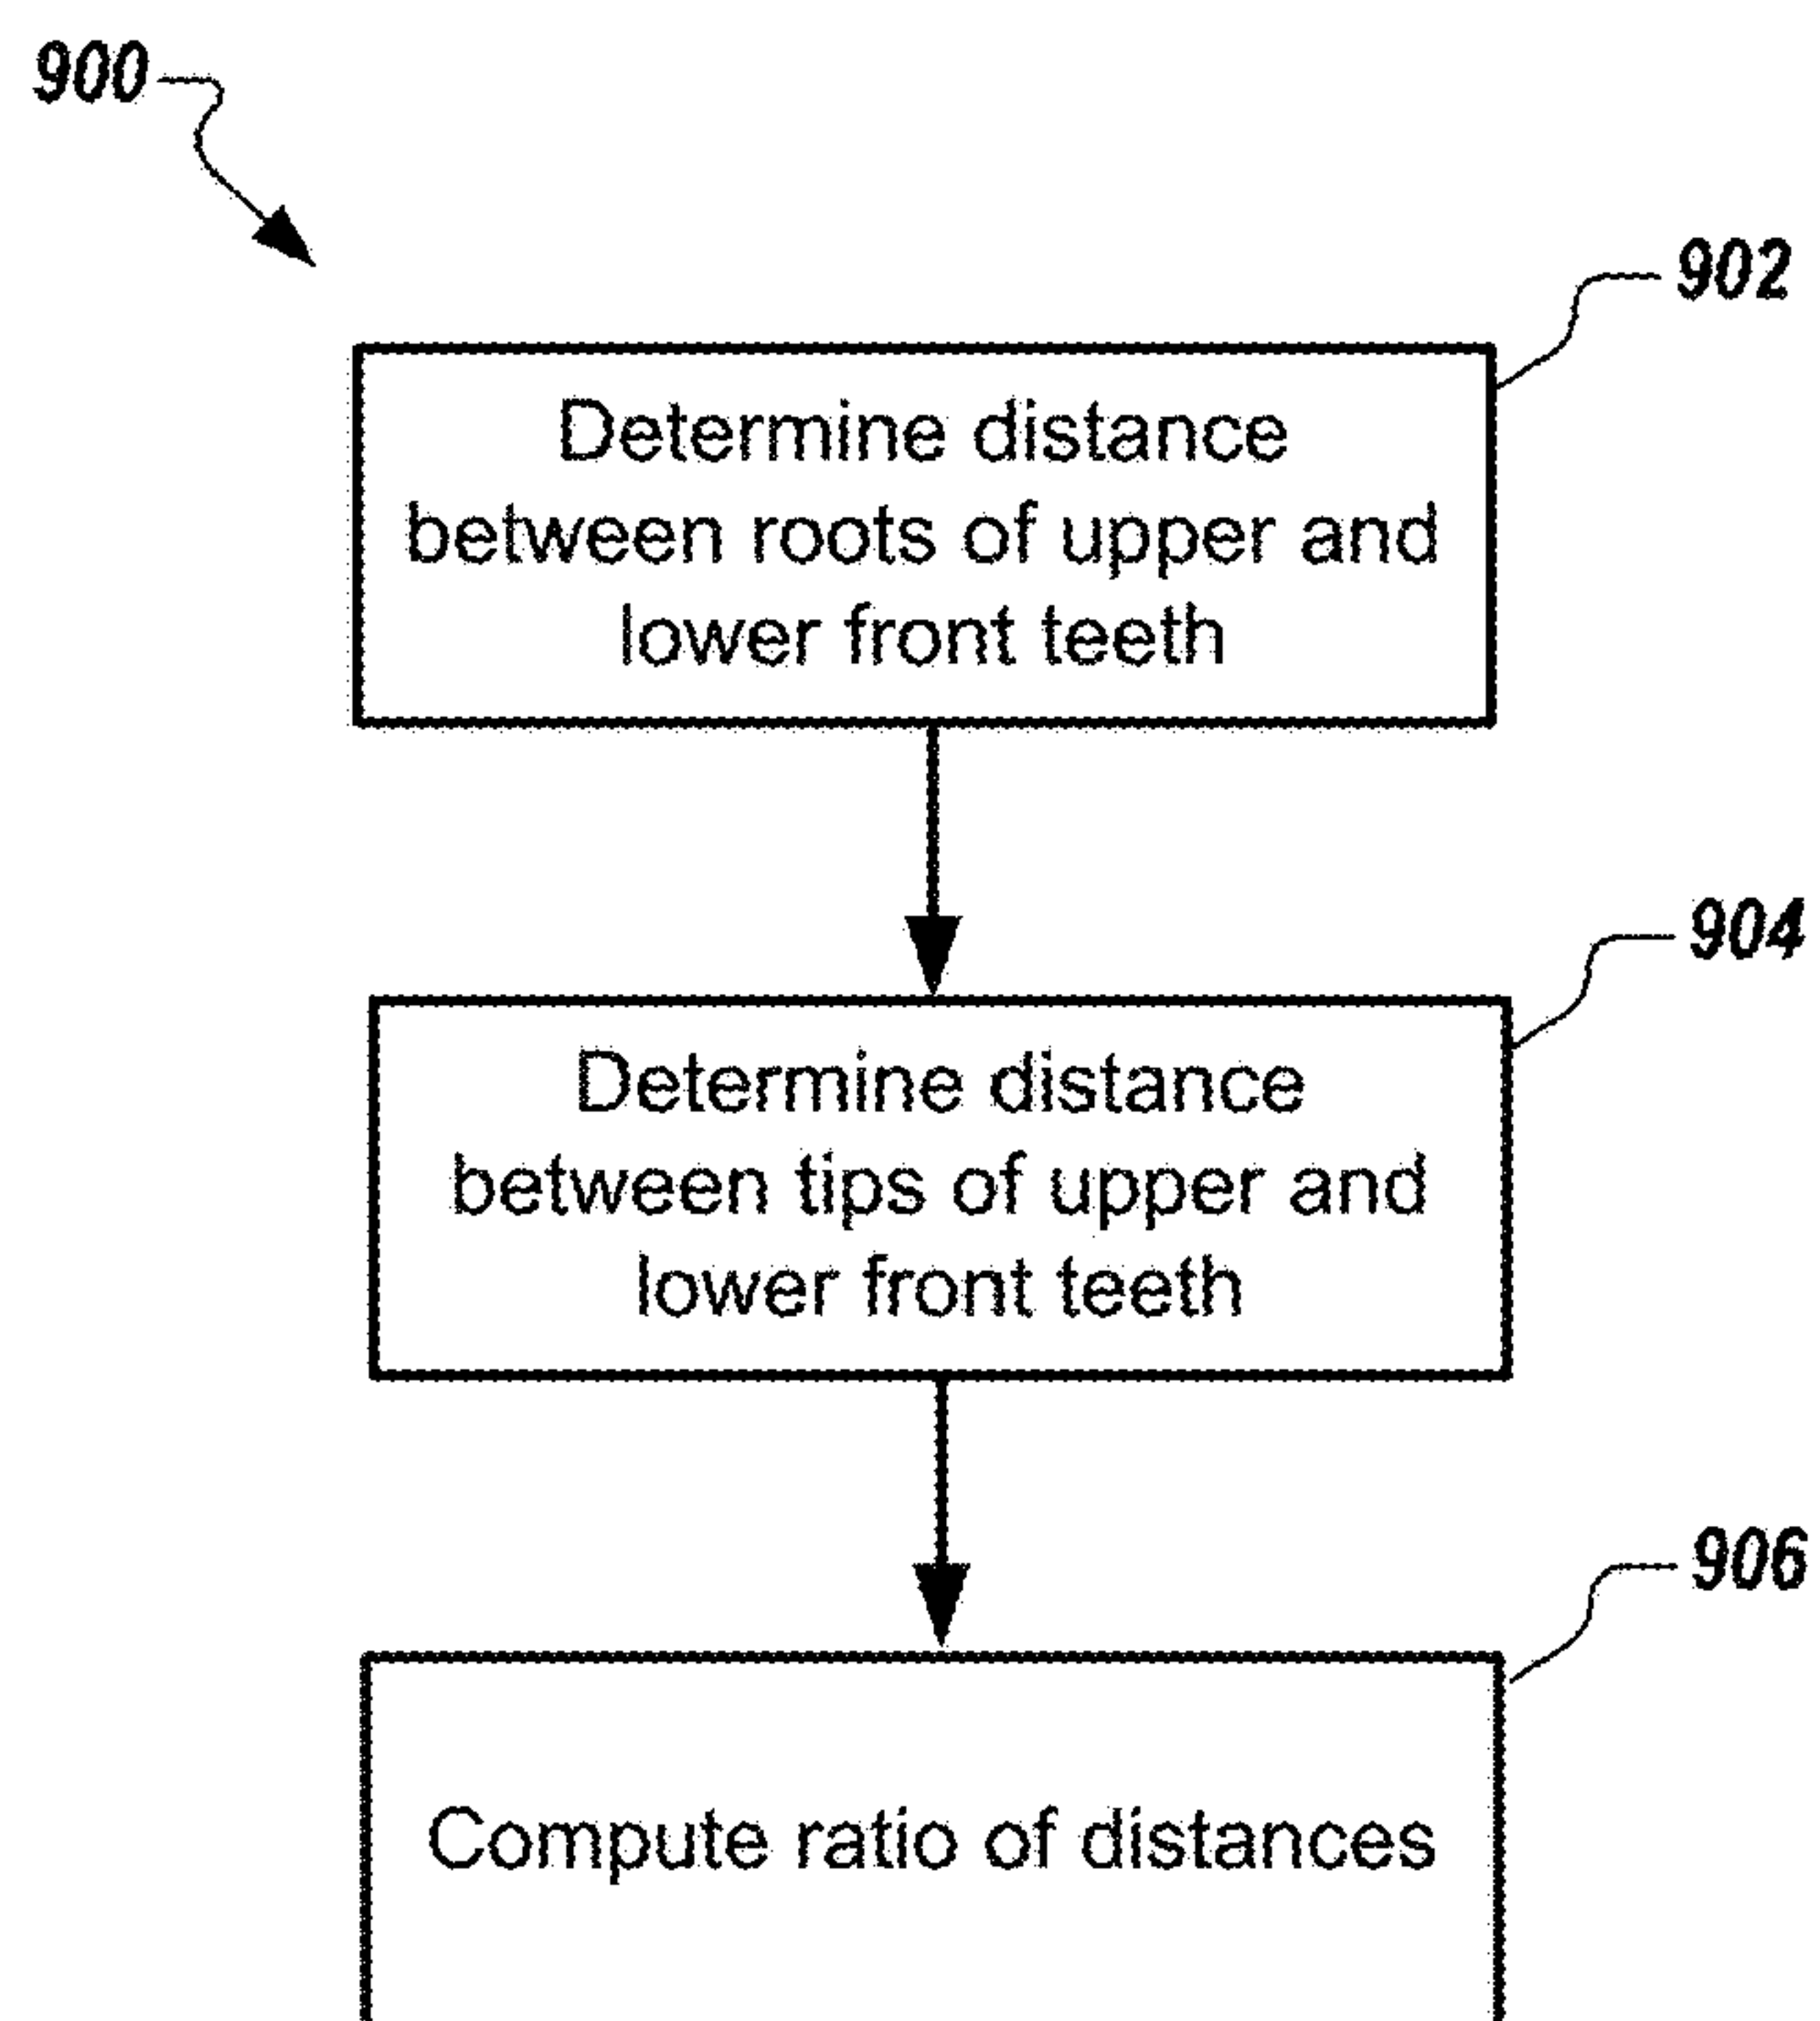 900
902
Determine distance
between roots of upper and
lower front teeth
904
Determine distance
between tips of upper and
lower front teeth
906
Compute ratio of distances